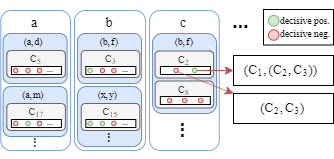 a b c ...
decisive pos.
decisive neg.
(a,d) (b,f) (b,f)
C5 C3 C2
(C1, (C2, C3))
(a,m) (x,y) C8
C17 C15
(C2, C3)